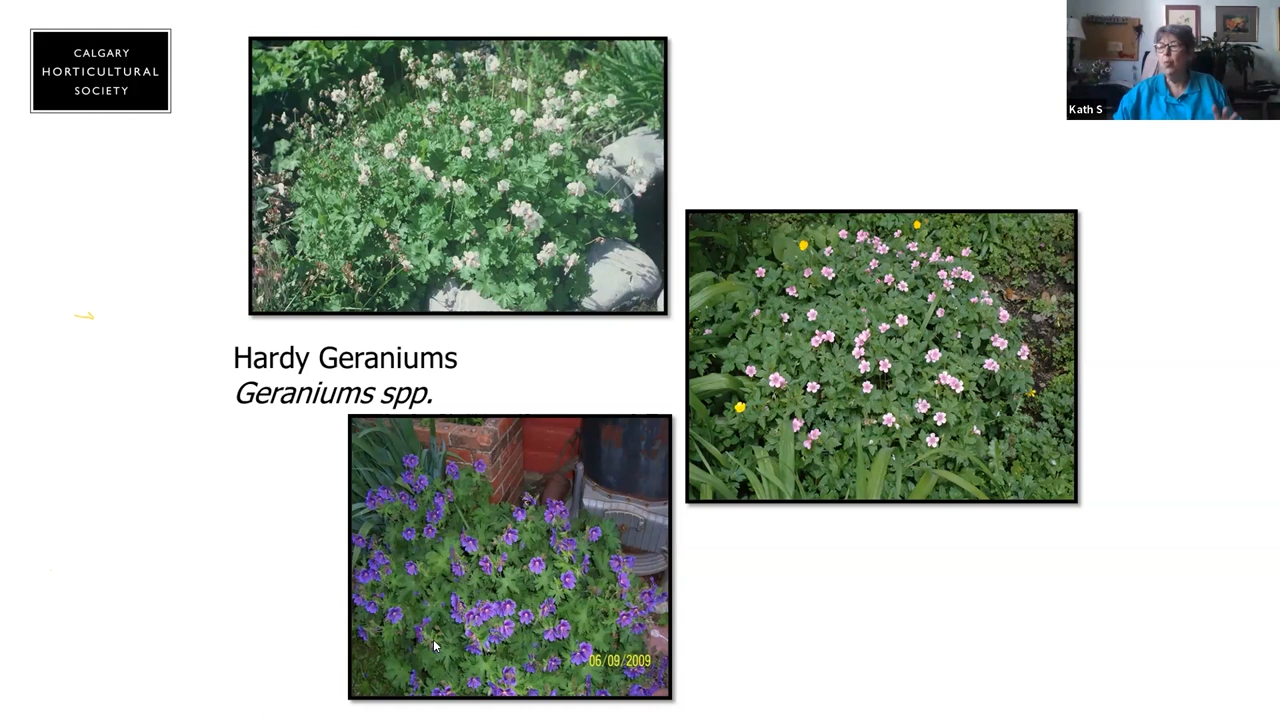 CALGARY
HORTICULTURAL
SOCIETY
Kath S
Hardy Geraniums
Geraniums spp.
06/09/2009